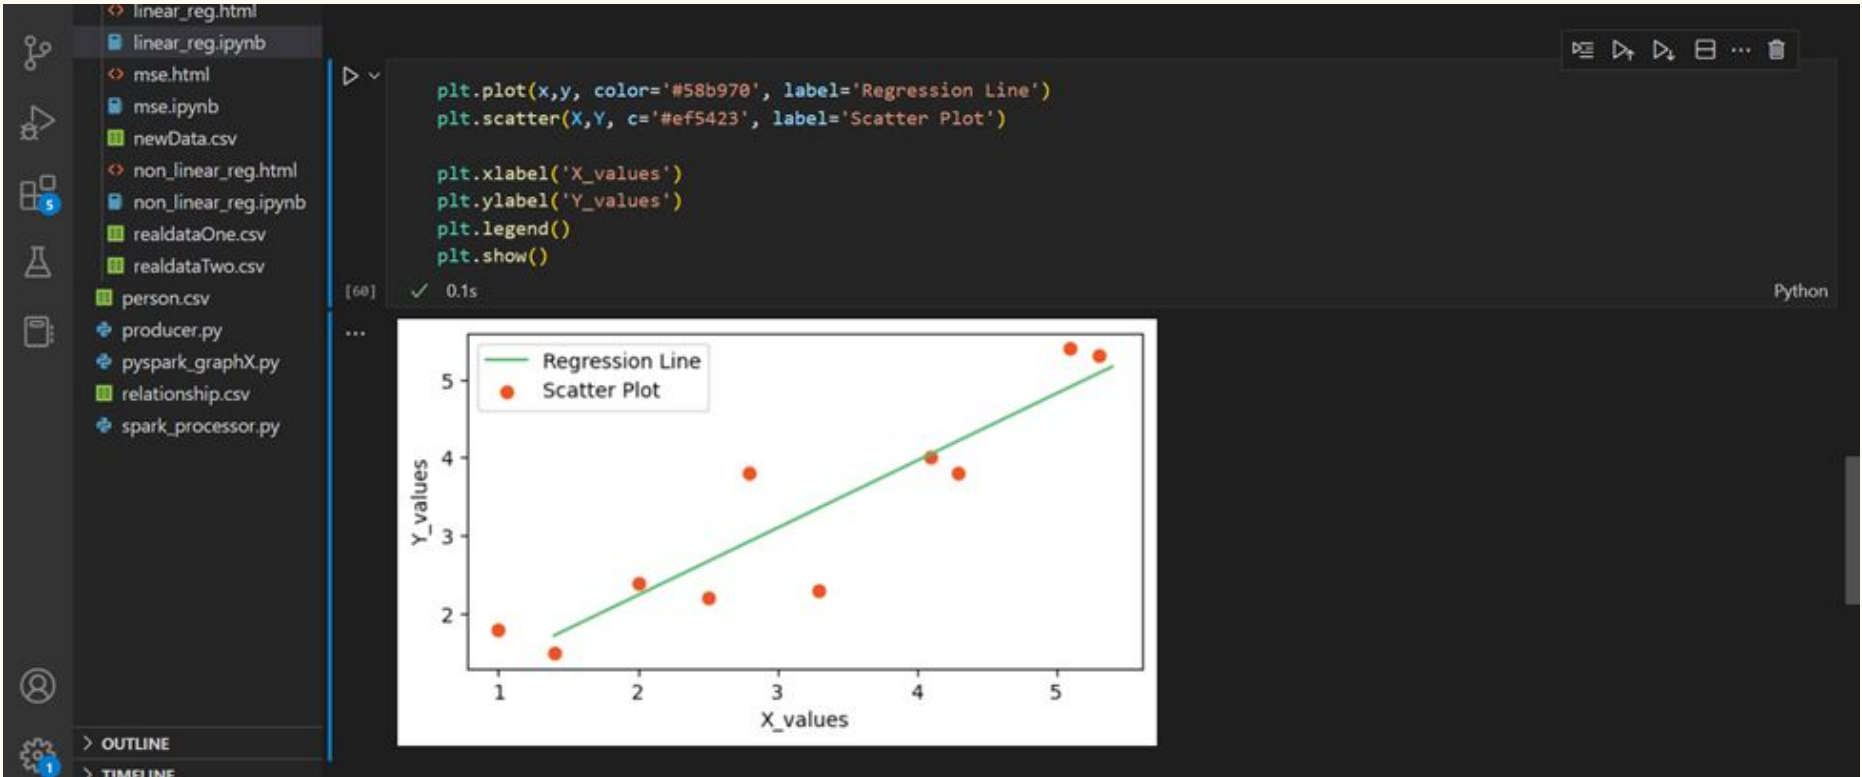 linear_reg.html
linear_reg.ipynb
mse.html
mse.ipynb
newData.csv
non_linear_reg.html
non_linear_reg.ipynb
realdataOne.csv
realdataTwo.csv
person.csv
producer.py
pyspark_graphX.py
relationship.csv
spark_processor.py
5
1
OUTLINE
TIMELINE
plt.plot(x,y, color='#58b970', label='Regression Line')
plt.scatter(X,Y, c='#ef5423', label='Scatter Plot')
plt.xlabel('X_values')
plt.ylabel('Y_values')
plt.legend()
plt.show()
[60]
0.1s
Python
Regression Line
Scatter Plot
Y_values
5
4
3
2
1 2 3 4 5
X_values